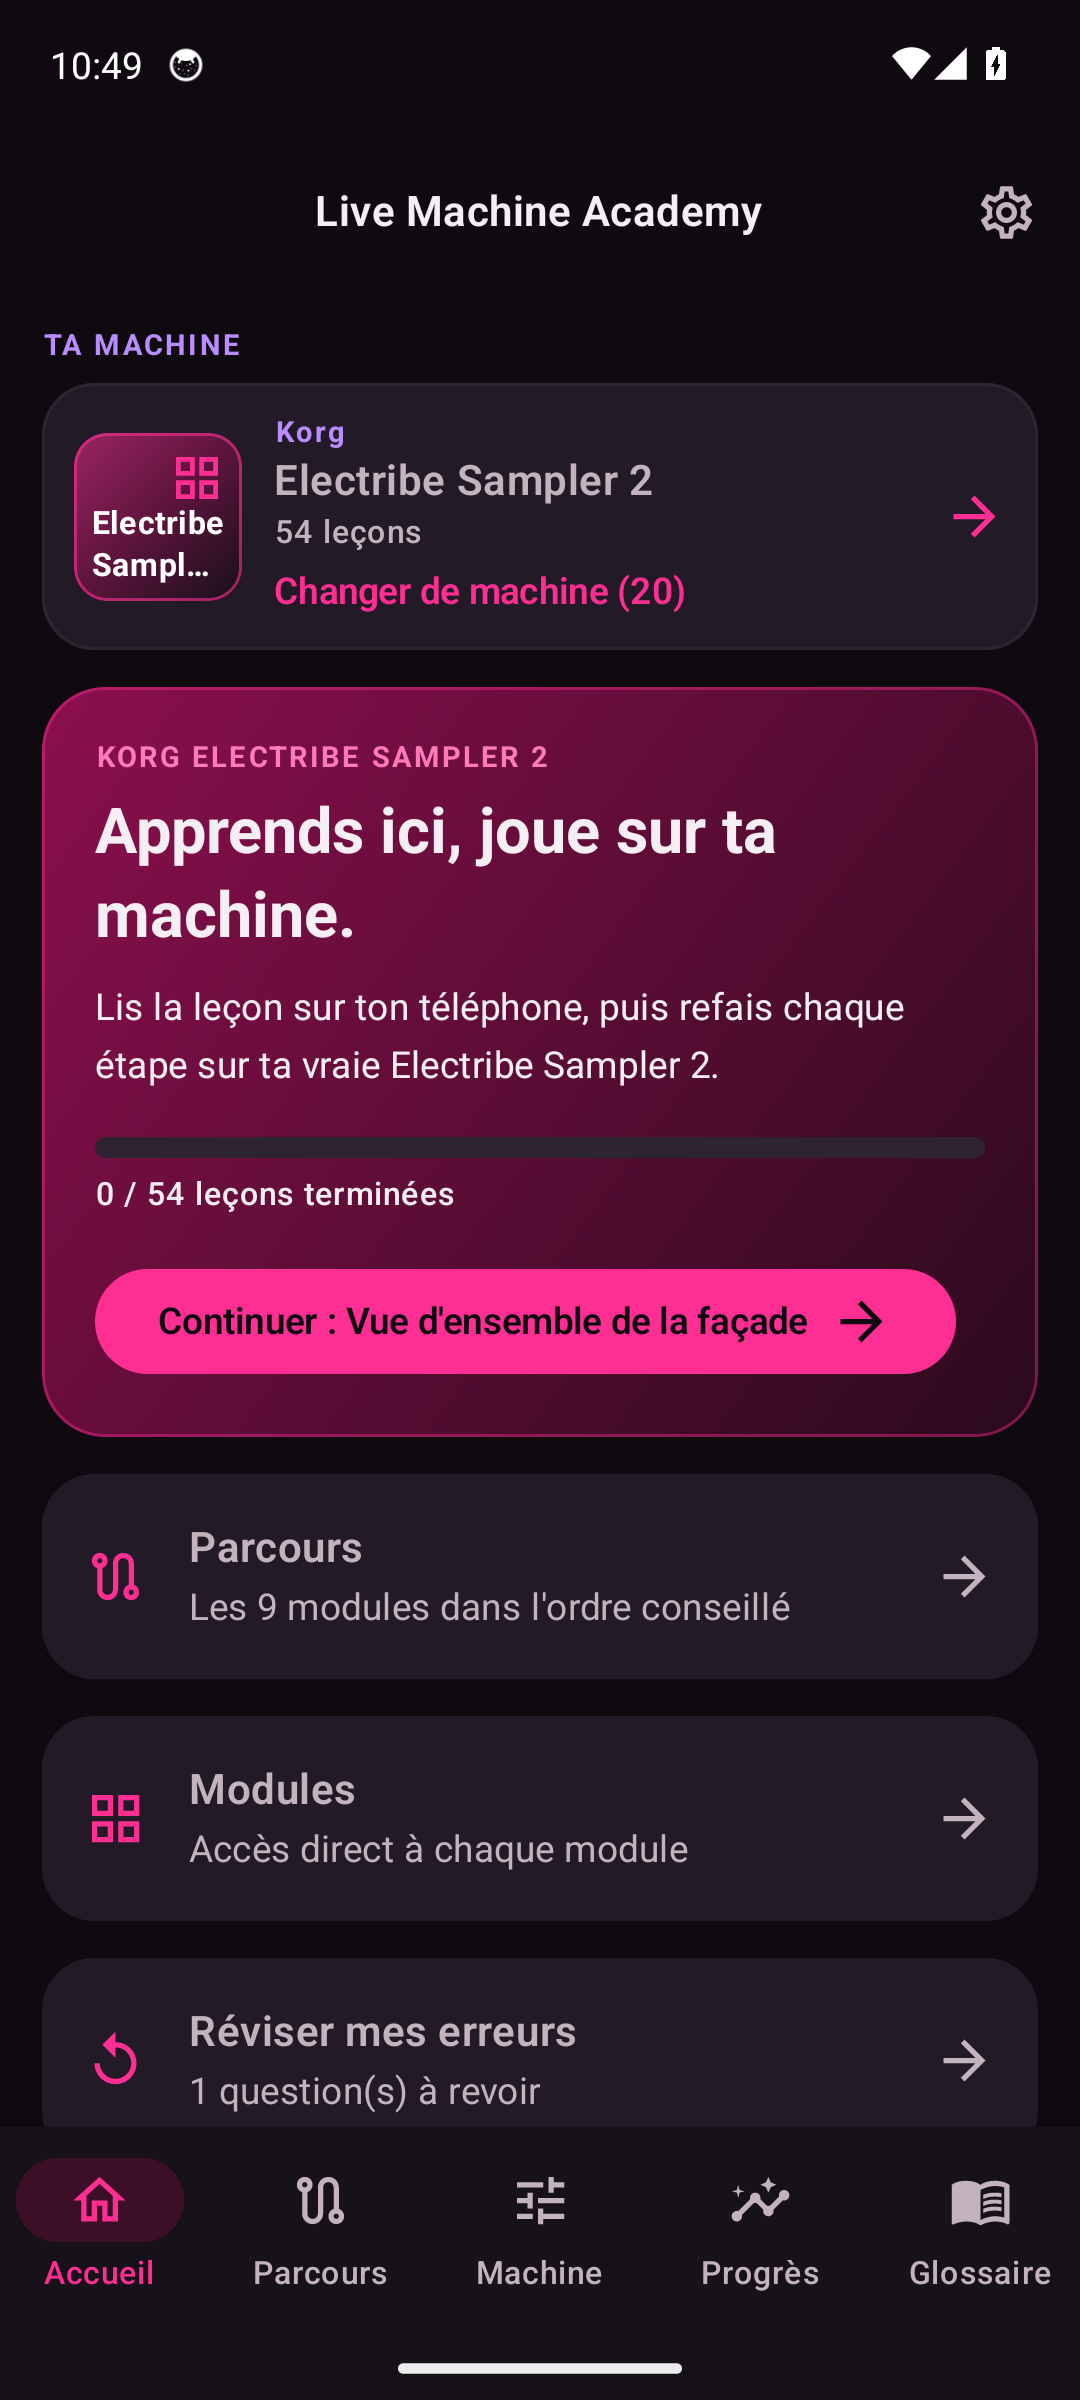 10:49
Live Machine Academy
TA MACHINE
Electribe
Sampl...
Korg
Electribe Sampler 2
54 leçons
Changer de machine (20)
KORG ELECTRIBE SAMPLER 2
Apprends ici, joue sur ta
machine.
Lis la leçon sur ton téléphone, puis refais chaque
étape sur ta vraie Electribe Sampler 2.
0 / 54 leçons terminées
Continuer : Vue d'ensemble de la façade
Parcours
Les 9 modules dans l'ordre conseillé
Modules
Accès direct à chaque module
Réviser mes erreurs
1 question(s) à revoir
Accueil
Parcours
Machine
Progrès
Glossaire